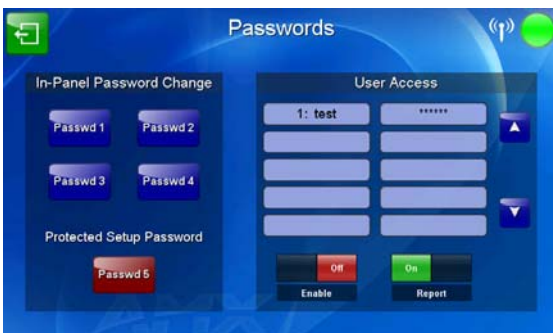 Passwords
In-Panel Password Change
Passwd 1 Passwd 2
Passwd 3 Passwd 4
Protected Setup Password
Passwd 5
User Access
1: test ******
Off On
Enable Report
AMX